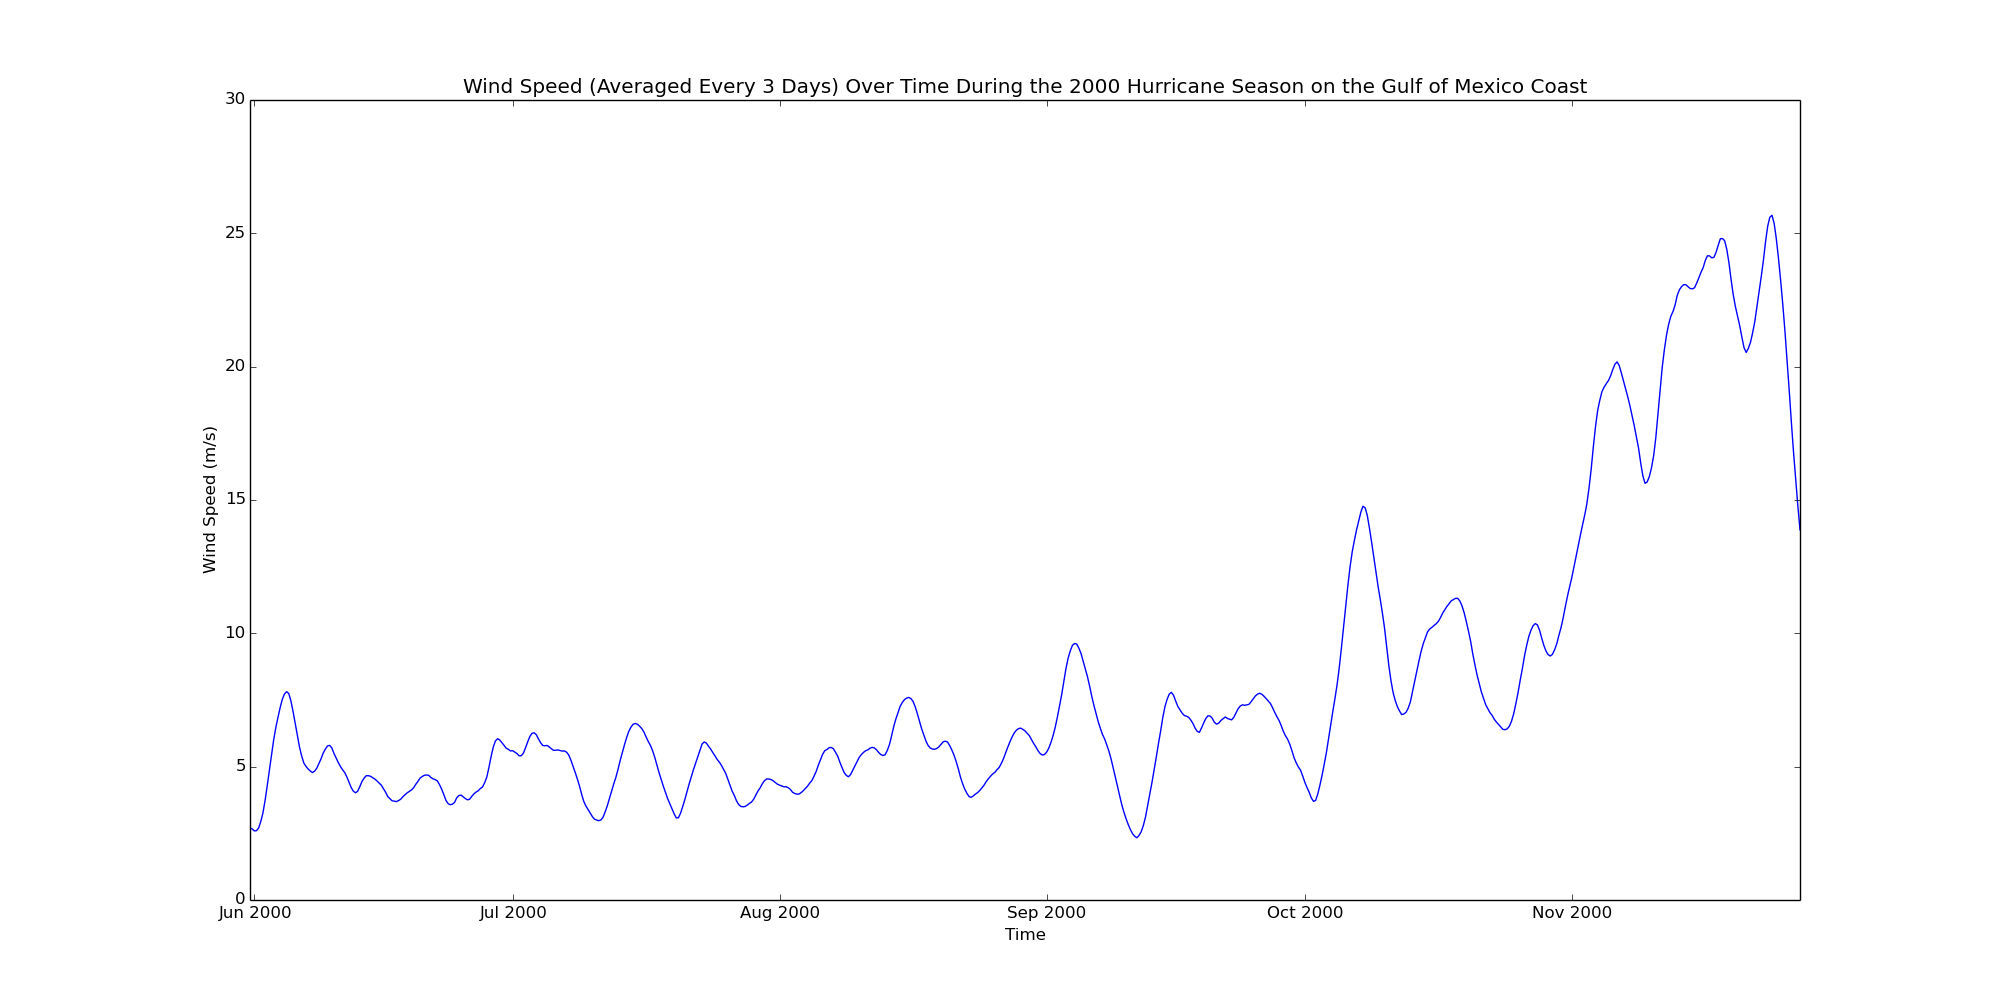 Wind Speed (Averaged Every 3 Days) Over Time During the 2000 Hurricane Season on the Gulf of Mexico Coast
30
25
20
15
10
5
0
Wind Speed (m/s)
Jun 2000 Jul 2000 Aug 2000 Sep 2000 Oct 2000 Nov 2000
Time